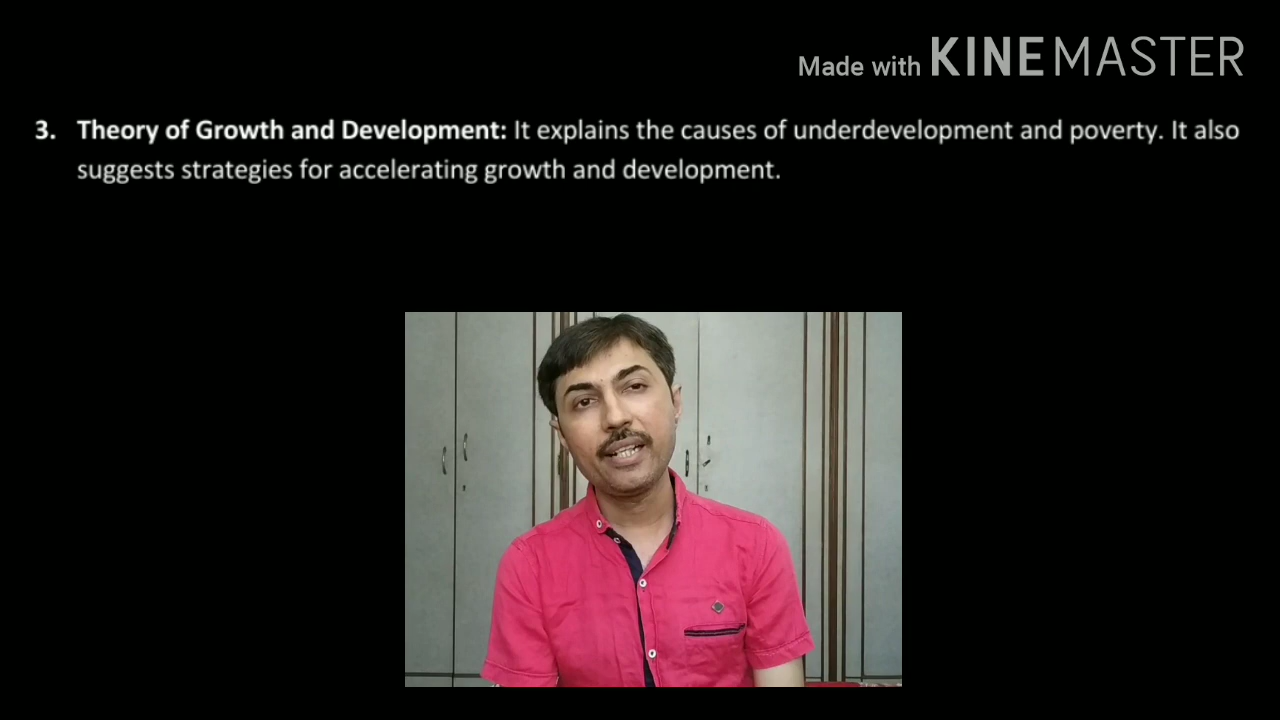 Made with KINEMASTER
3. Theory of Growth and Development: It explains the causes of underdevelopment and poverty. It also
suggests strategies for accelerating growth and development.